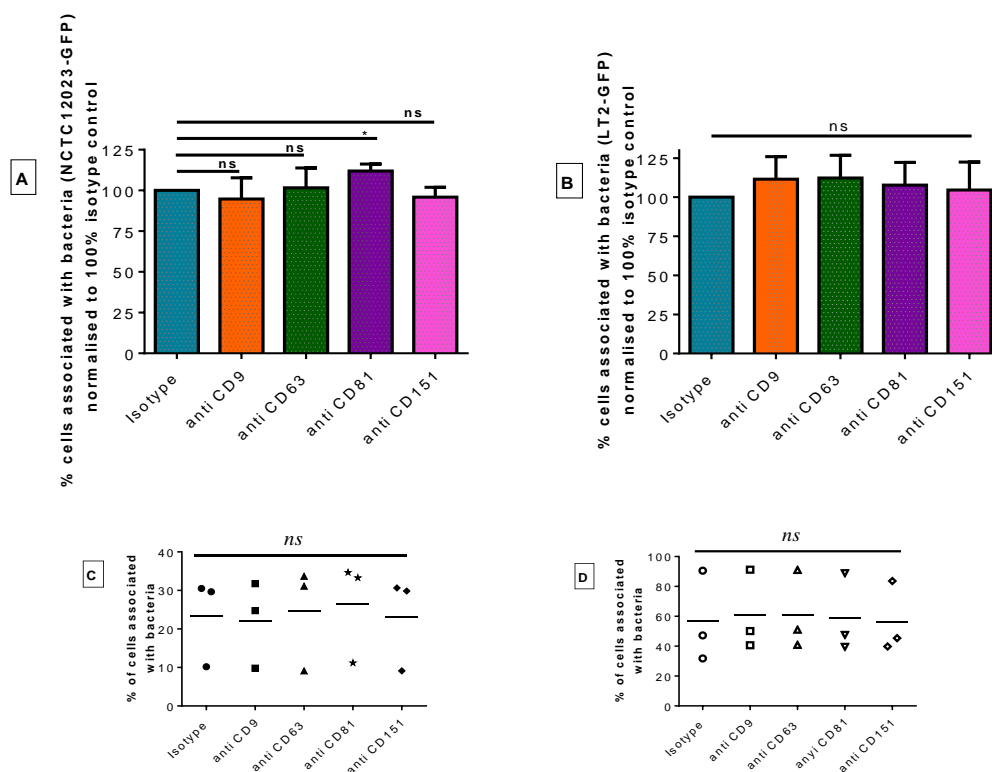 A
% cells associated with bacteria (NCTC12023-GFP)
normalised to 100% isotype control
ns
*
ns
ns
125
100
75
50
25
0
Isotype
anti CD9
anti CD63
anti CD81
anti CD151
B
% cells associated with bacteria (LT2-GFP)
normalised to 100% isotype control
ns
125
100
75
50
25
0
Isotype
anti CD9
anti CD63
anti CD81
anti CD151
C
% of cells associated
with bacteria
ns
40
30
20
10
0
Isotype
anti CD9
anti CD63
anti CD81
anti CD151
D
% of cells associated
with bacteria
ns
100
80
60
40
20
0
Isotype
anti CD9
anti CD63
anyi CD81
anti CD151